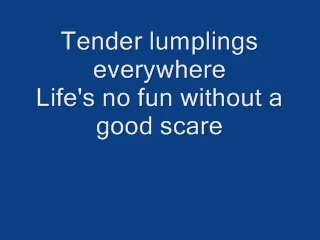 Tender lumplings
everywhere
Life's no fun without a
good scare